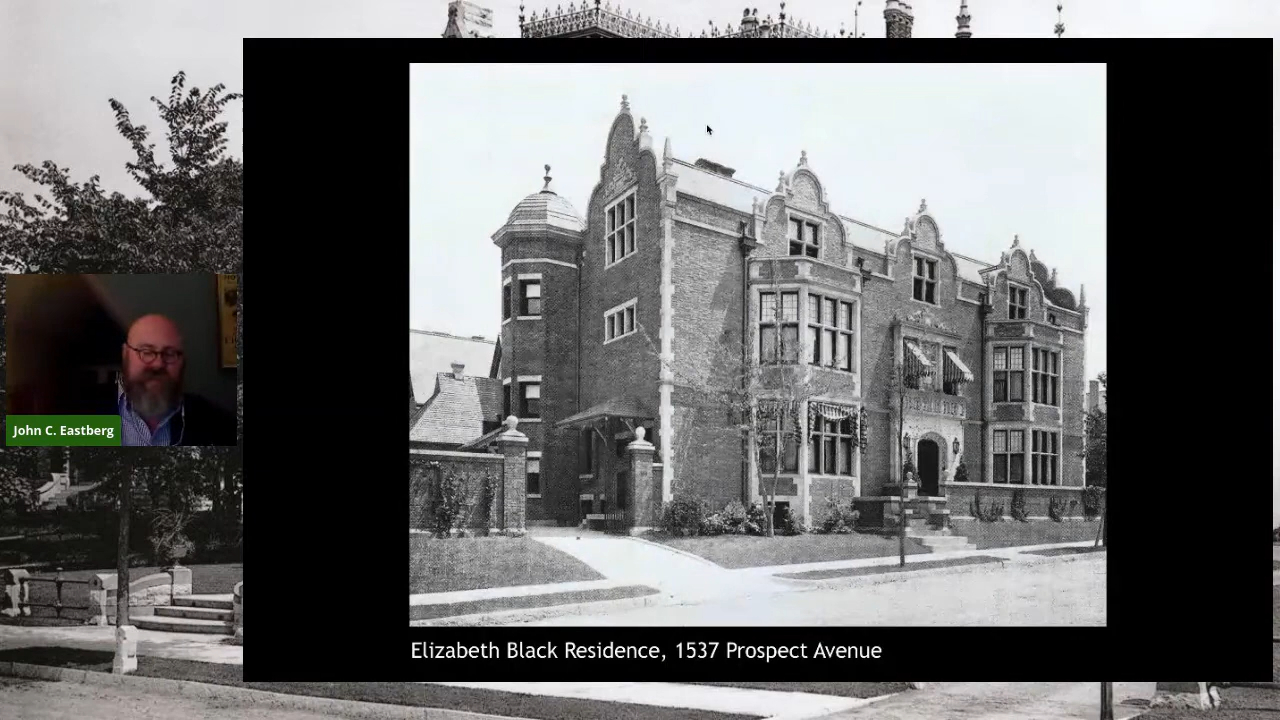 John C. Eastberg
Elizabeth Black Residence, 1537 Prospect Avenue